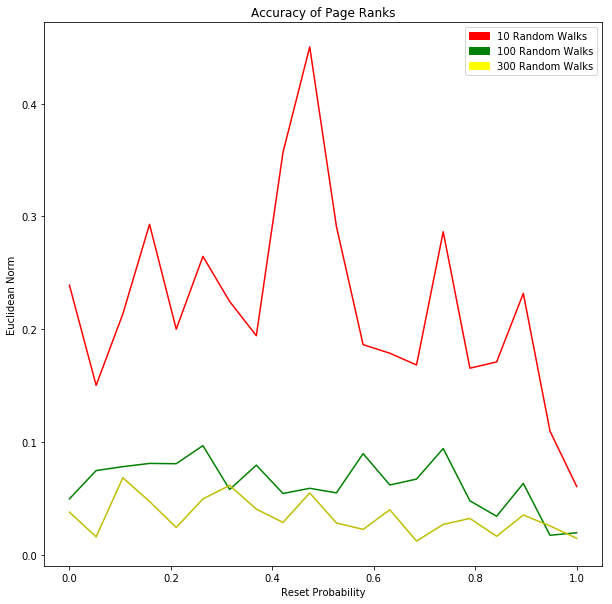 Accuracy of Page Ranks
10 Random Walks
100 Random Walks
300 Random Walks
Euclidean Norm
0.4
0.3
0.2
0.1
0.0
0.0 0.2 0.4 0.6 0.8 1.0
Reset Probability